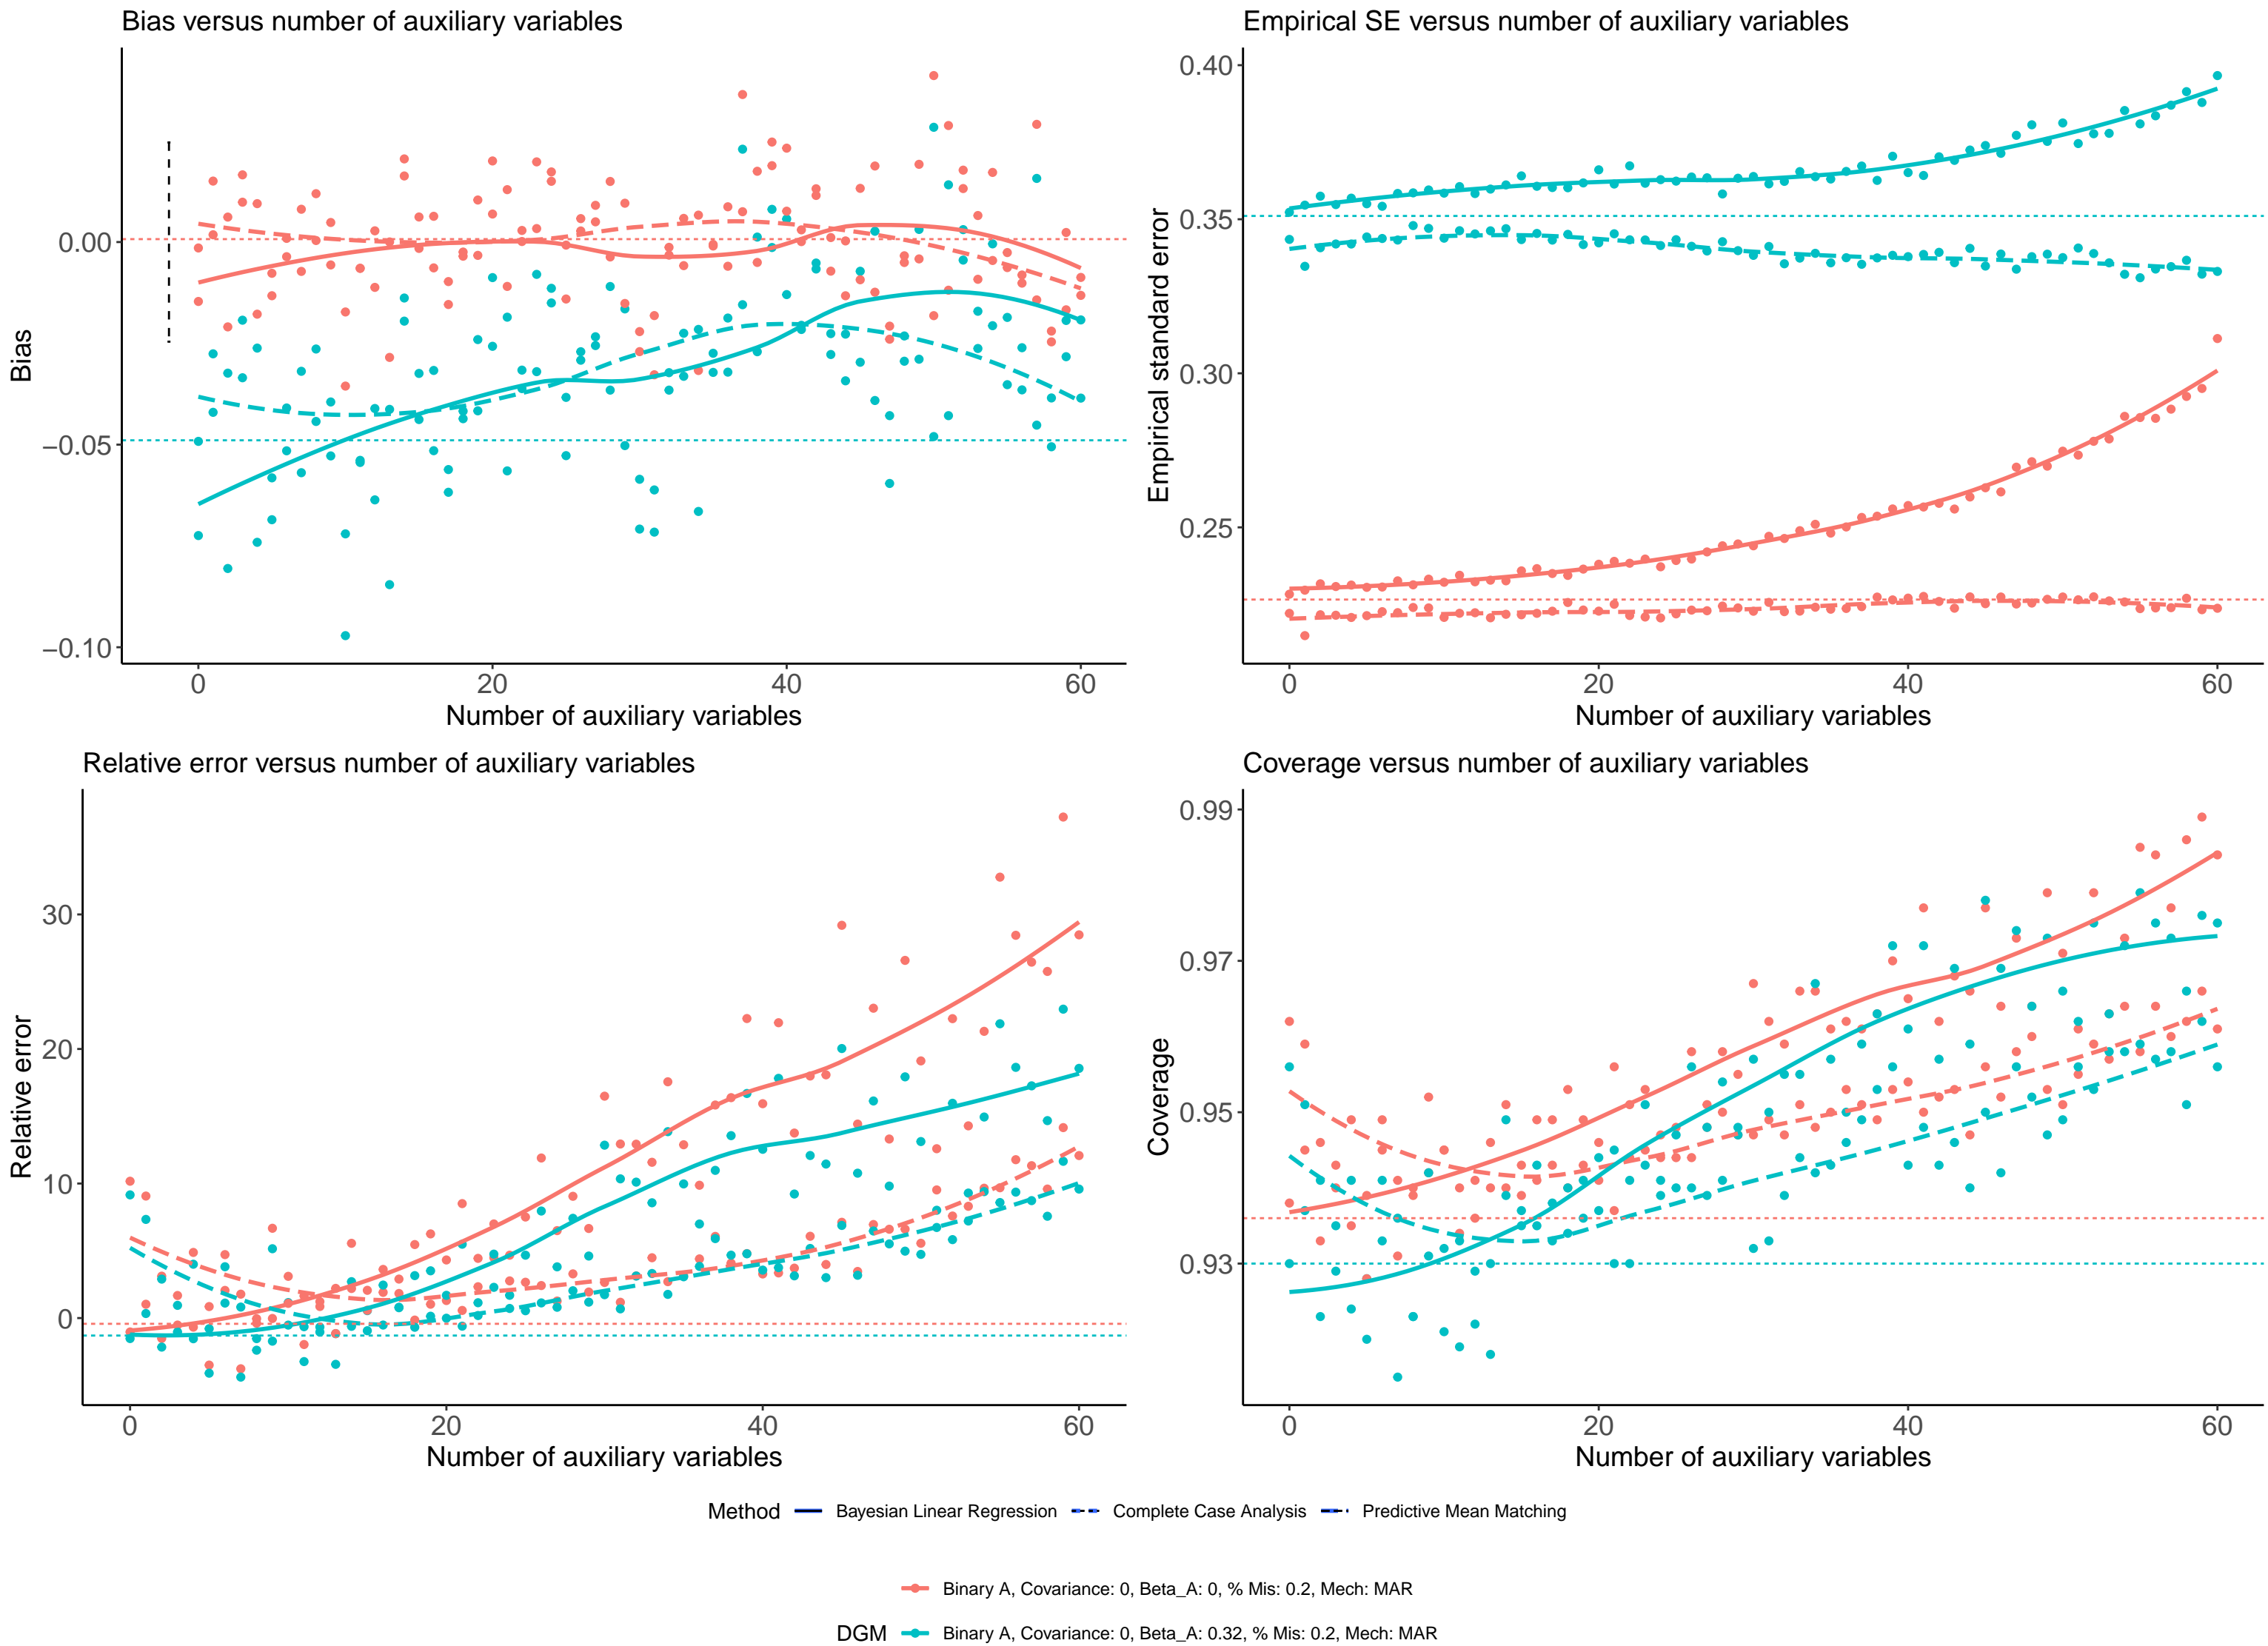 Bias versus number of auxiliary variables
Bias
0.00
−0.05
−0.10
0 20 40 60
Number of auxiliary variables
Empirical SE versus number of auxiliary variables
Empirical standard error
0.40
0.35
0.30
0.25
0 20 40 60
Number of auxiliary variables
Relative error versus number of auxiliary variables
Relative error
30
20
10
0
0 20 40 60
Number of auxiliary variables
Coverage versus number of auxiliary variables
Coverage
0.99
0.97
0.95
0.93
0 20 40 60
Number of auxiliary variables
Method Bayesian Linear Regression Complete Case Analysis Predictive Mean Matching
Binary A, Covariance: 0, Beta_A: 0, % Mis: 0.2, Mech: MAR
DGM Binary A, Covariance: 0, Beta_A: 0.32, % Mis: 0.2, Mech: MAR